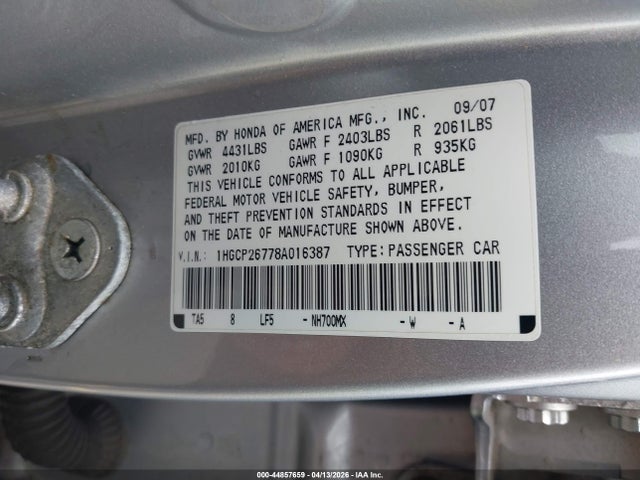 MFD. BY HONDA OF AMERICA MFG., INC. 09/07
GVWR 4431LBS GAWR F 2403LBS R 2061LBS
GVWR 2010KG GAWR F 1090KG R 935KG
THIS VEHICLE CONFORMS TO ALL APPLICABLE
FEDERAL MOTOR VEHICLE SAFETY, BUMPER,
AND THEFT PREVENTION STANDARDS IN EFFECT
ON THE DATE OF MANUFACTURE SHOWN ABOVE.
V.I.N.: 1HGCP26778A016387 TYPE: PASSENGER CAR
TA5 8 LF5 - NH700MX - W - A
000-44857659 | 04/13/2026 | IAA Inc.